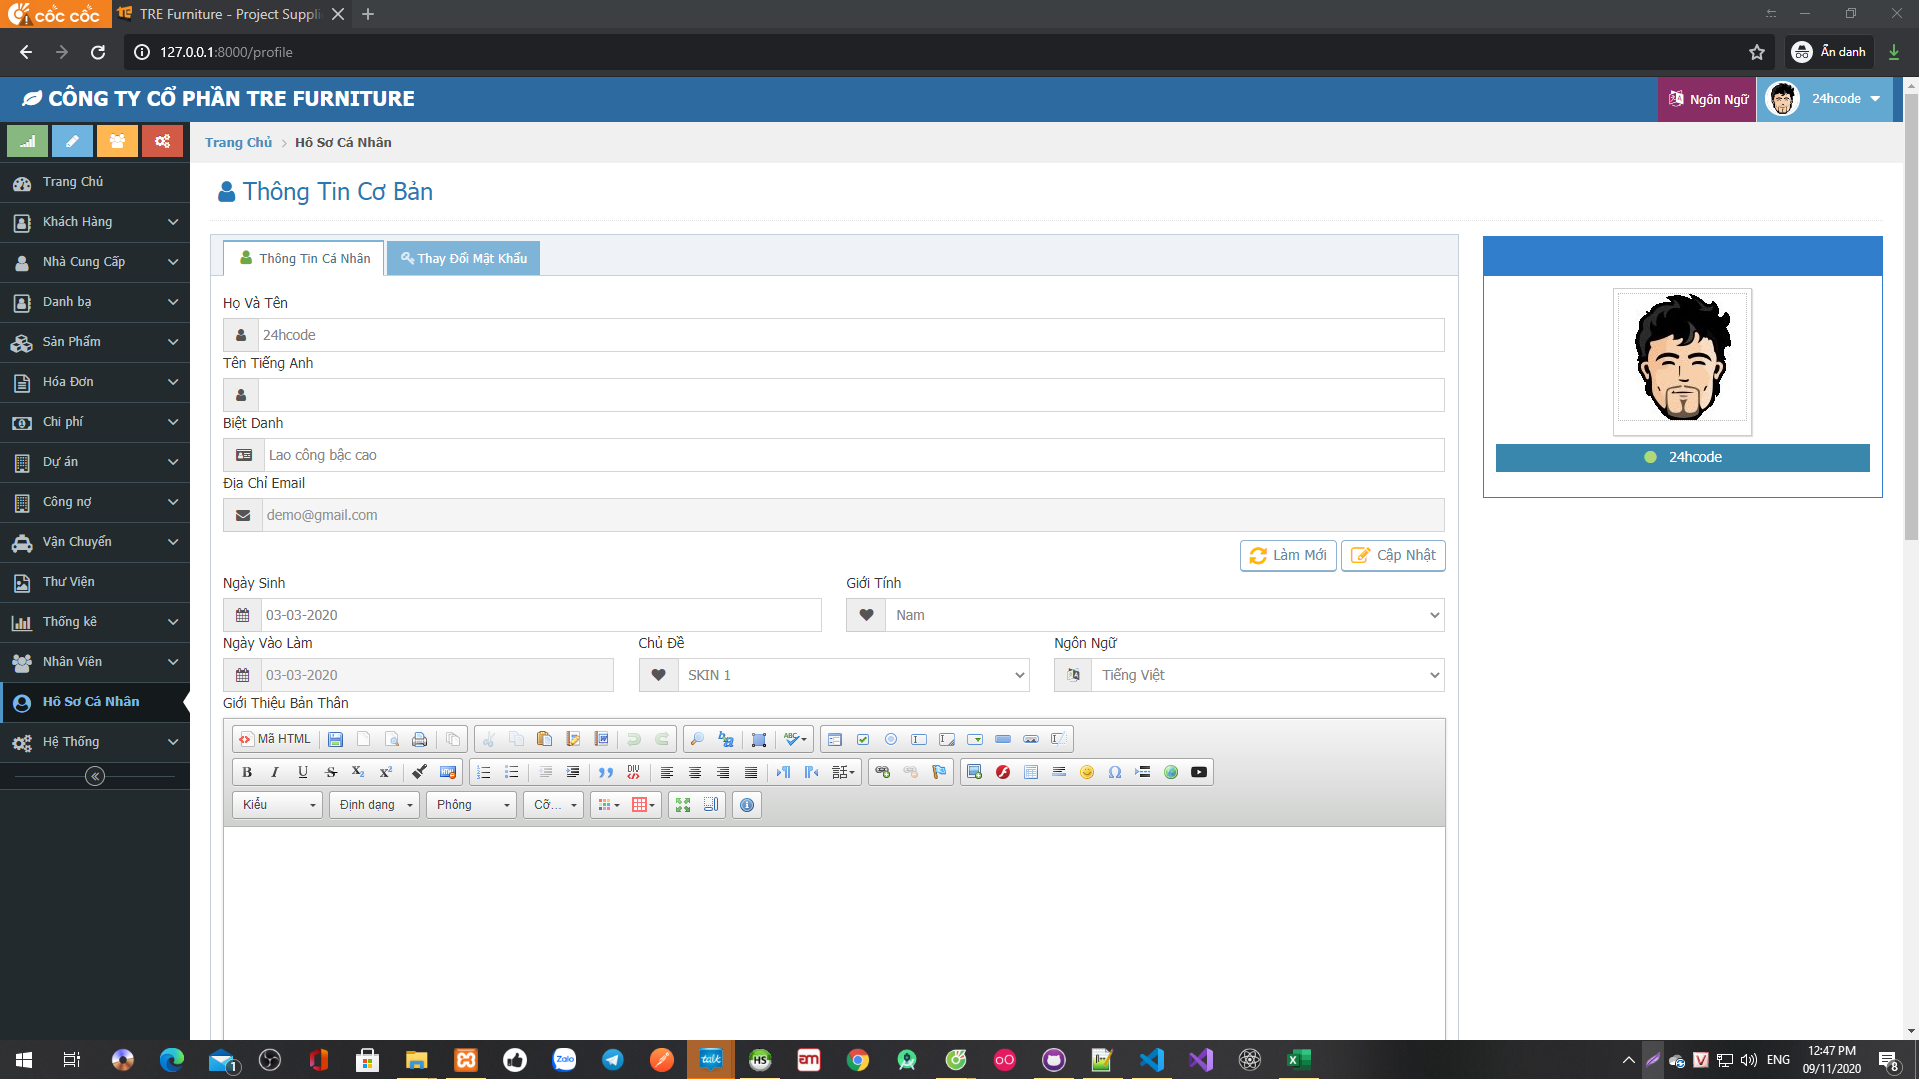 cốc cốc
TRE Furniture - Project Suppli
127.0.0.1:8000/profile
Ẩn danh
CÔNG TY CỔ PHẦN TRE FURNITURE
Ngôn Ngữ
24hcode
Trang Chủ
Hồ Sơ Cá Nhân
Trang Chủ
Khách Hàng
Nhà Cung Cấp
Danh bạ
Sản Phẩm
Hóa Đơn
Chi phí
Dự án
Công nợ
Vận Chuyển
Thư Viện
Thống kê
Nhân Viên
Hồ Sơ Cá Nhân
Hệ Thống
Thông Tin Cơ Bản
Thông Tin Cá Nhân
Thay Đổi Mật Khẩu
Họ Và Tên
24hcode
Tên Tiếng Anh
Biệt Danh
Lao công bậc cao
Địa Chỉ Email
demo@gmail.com
Làm Mới
Cập Nhật
Ngày Sinh
Giới Tính
03-03-2020
Nam
Ngày Vào Làm
Chủ Đề
Ngôn Ngữ
03-03-2020
SKIN 1
Tiếng Việt
Giới Thiệu Bản Thân
Mã HTML
Kiểu
Định dạng
Phông
Cỡ...
24hcode
ENG
12:47 PM
09/11/2020